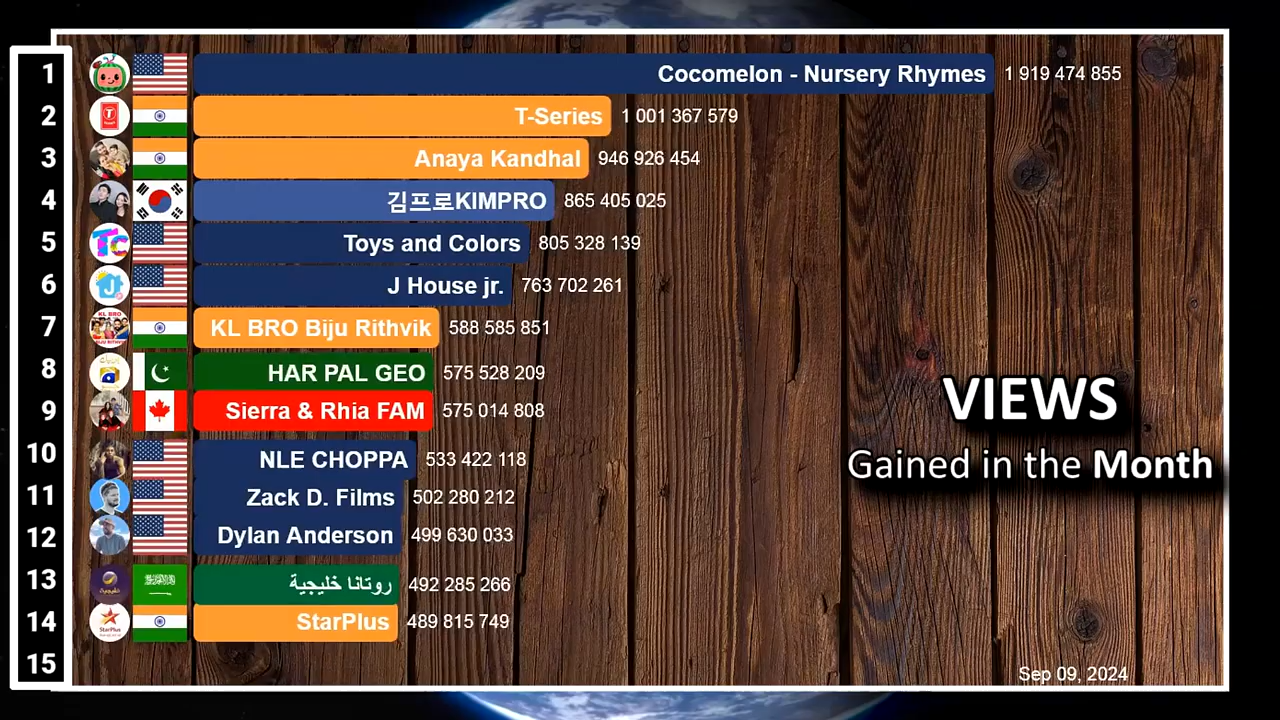 1 Cocomelon - Nursery Rhymes 1 919 474 855
2 T-Series 1 001 367 579
3 Anaya Kandhal 946 926 454
4 김프로KIMPRO 865 405 025
5 Toys and Colors 805 328 139
6 J House jr. 763 702 261
7 KL BRO Biju Rithvik 588 585 851
8 HAR PAL GEO 575 528 209
9 Sierra & Rhia FAM 575 014 808
10 NLE CHOPPA 533 422 118
11 Zack D. Films 502 280 212
12 Dylan Anderson 499 630 033
13 روتانا خليجية 492 285 266
14 StarPlus 489 815 749
15
VIEWS
Gained in the Month
Sep 09, 2024